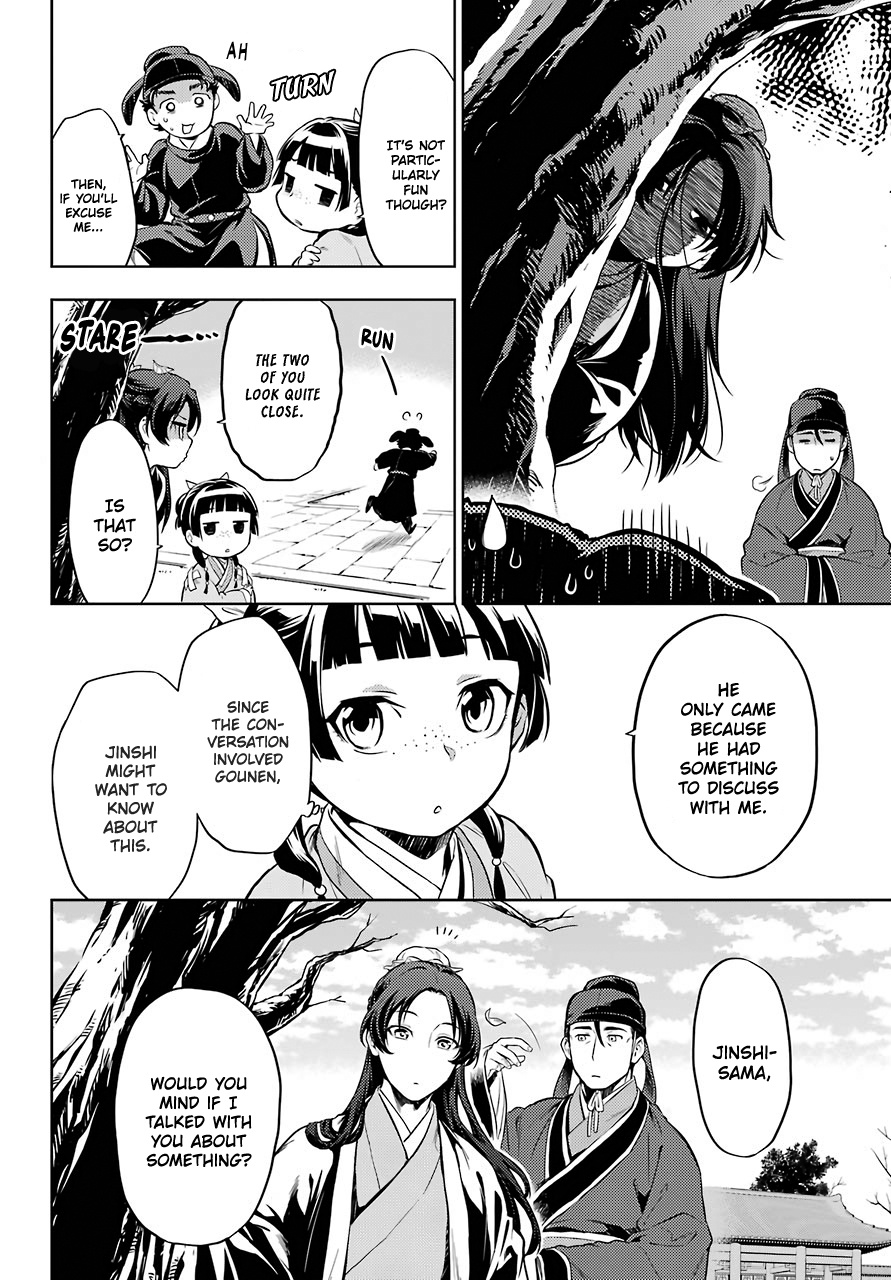 IT'S NOT
PARTIC-
ULARLY
FUN
THOUGH?
TURN
AH
THEN,
IF YOU'LL
EXCUSE
ME...
RUN
THE TWO
OF YOU
LOOK QUITE
CLOSE.
STARE
IS
THAT
SO?
HE
ONLY CAME
BECAUSE
HE HAD
SOMETHING
TO DISCUSS
WITH ME.
SINCE
THE CON-
VERSATION
INVOLVED
GOUNEN,
JINSHI
MIGHT
WANT TO
KNOW
ABOUT
THIS.
JINSHI-
SAMA,
WOULD YOU
MIND IF I
TALKED WITH
YOU ABOUT
SOMETHING?